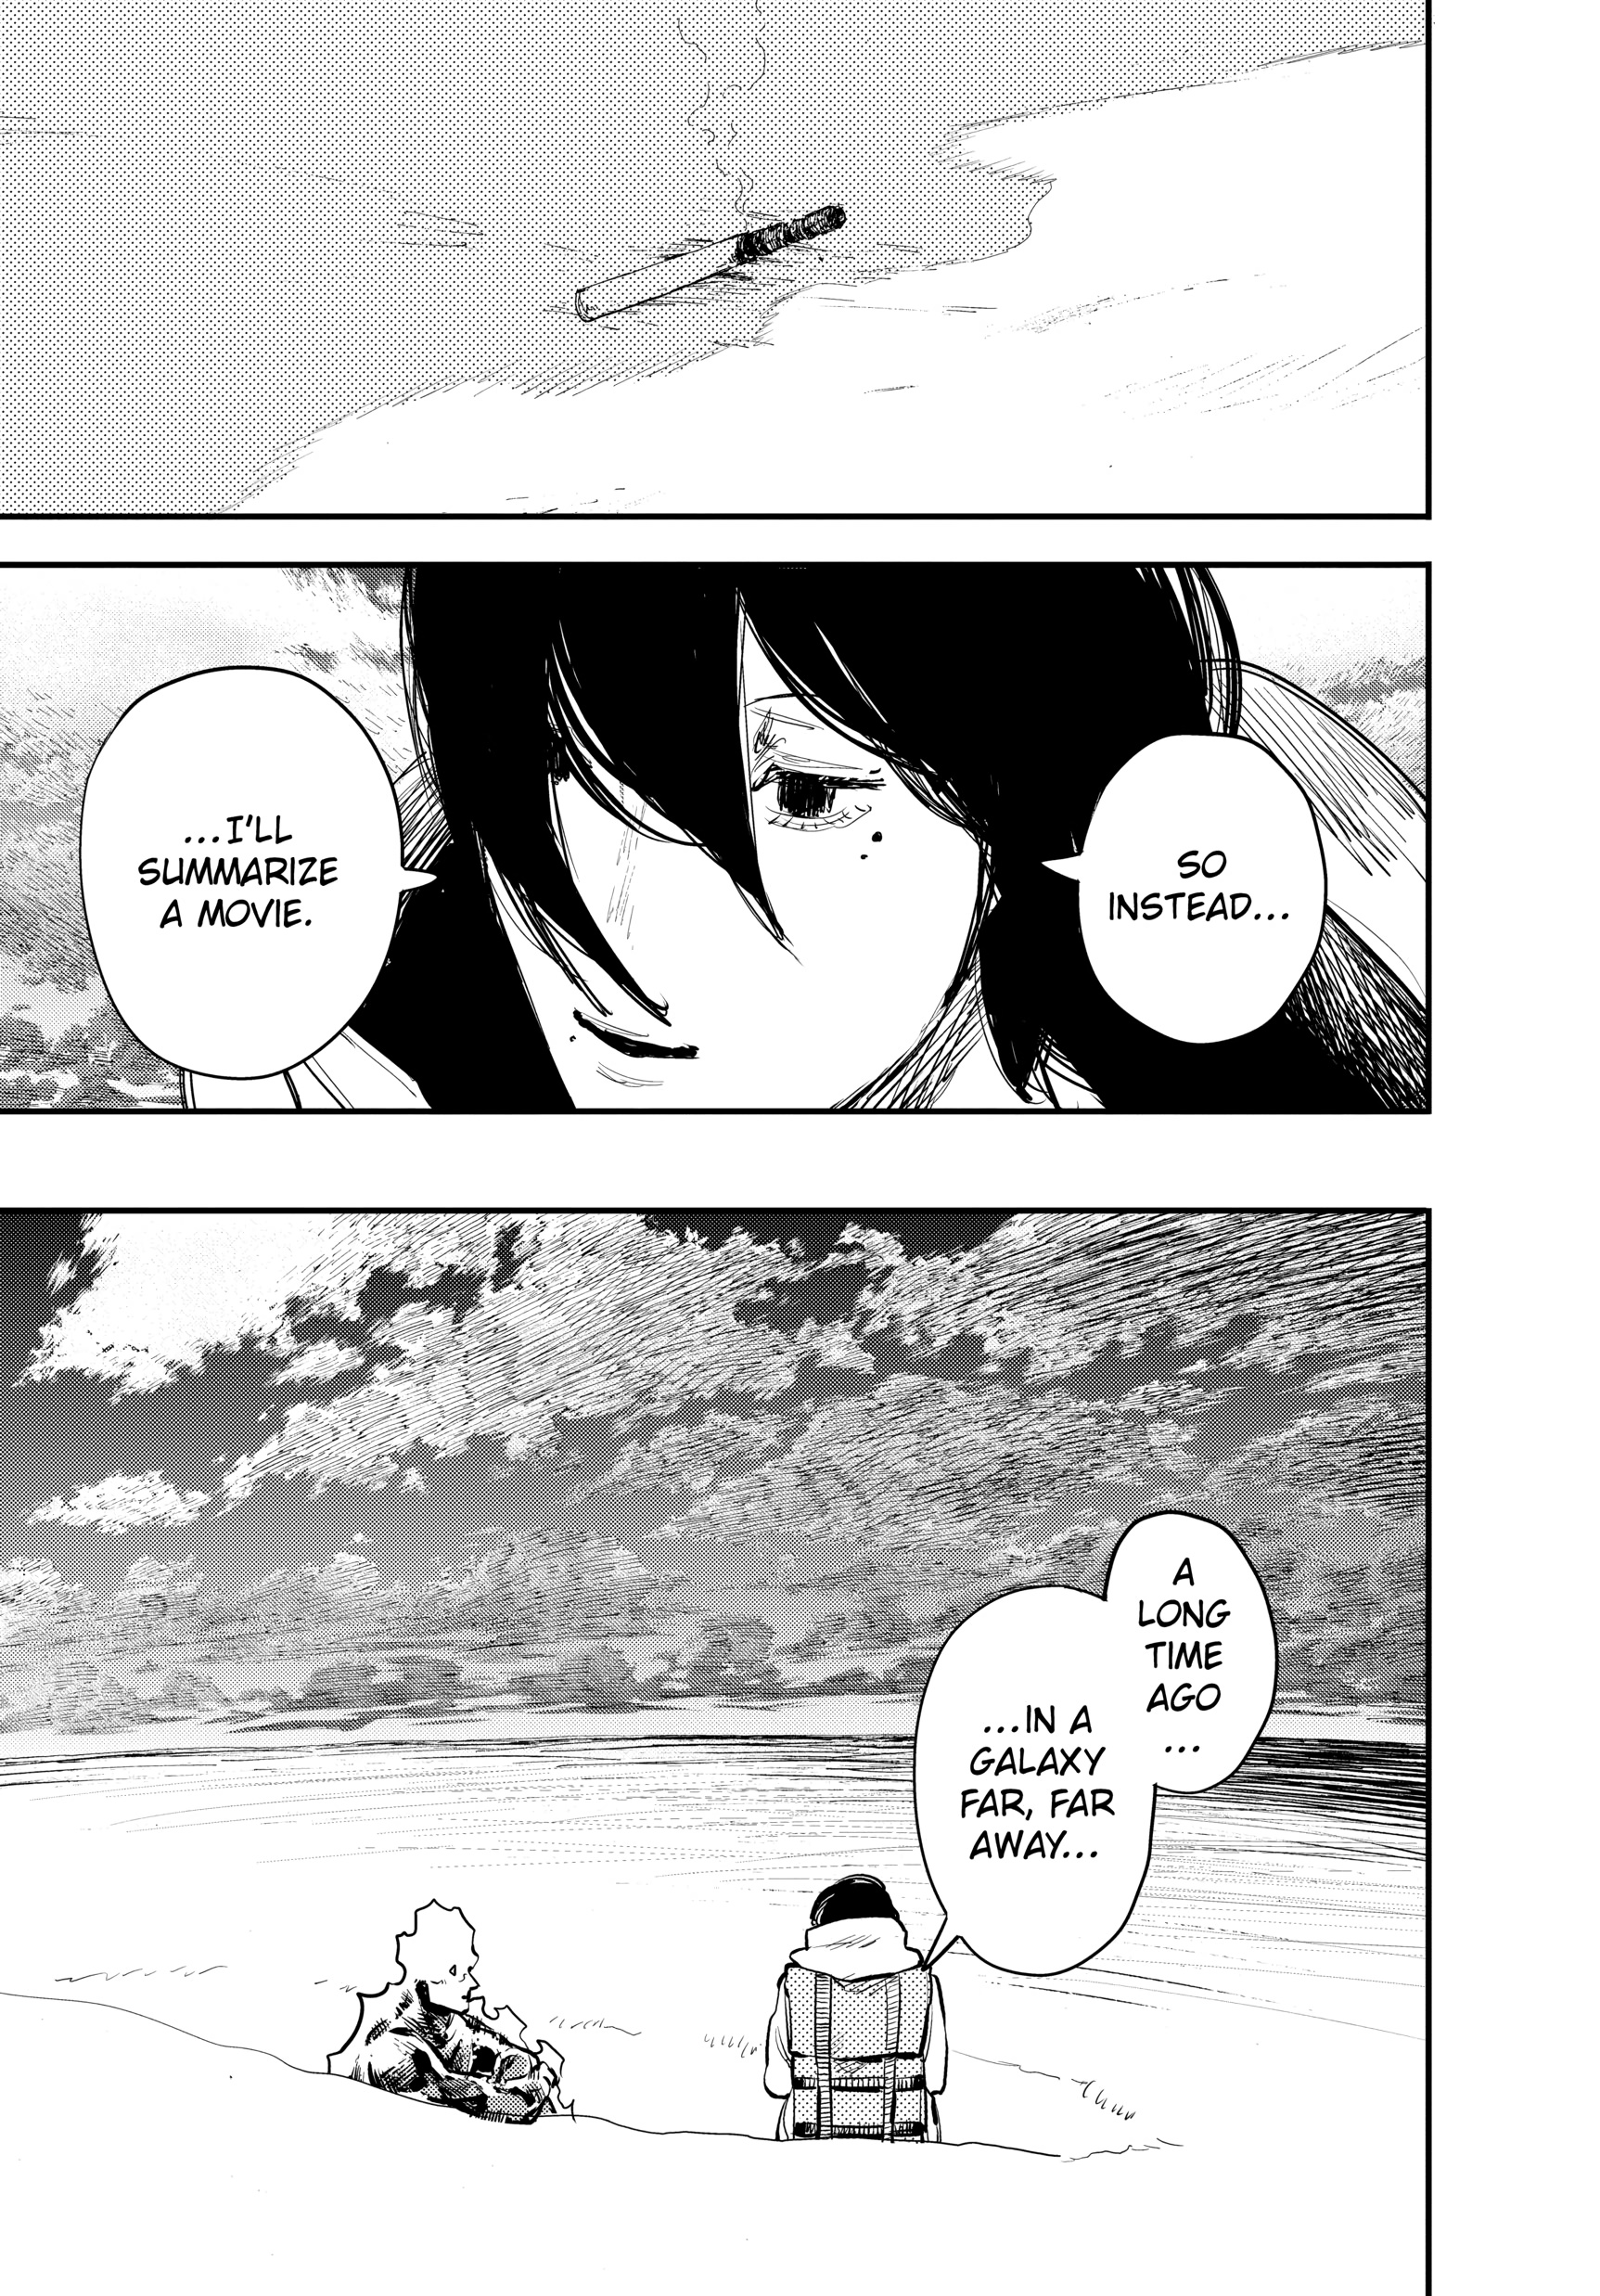 SO
INSTEAD...
...I'LL
SUMMARIZE
A MOVIE.
A
LONG
TIME
AGO
...
...IN A
GALAXY
FAR, FAR
AWAY...